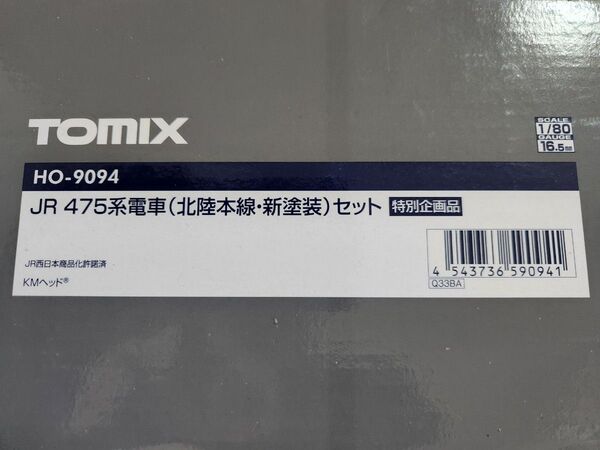 TOMIX
SCALE
1/80
GAUGE
16.5mm
HO-9094
JR 475系電車(北陸本線・新塗装)セット 特別企画品
JR西日本商品化許諾済
KMヘッド®
4 543736 590941
Q33BA